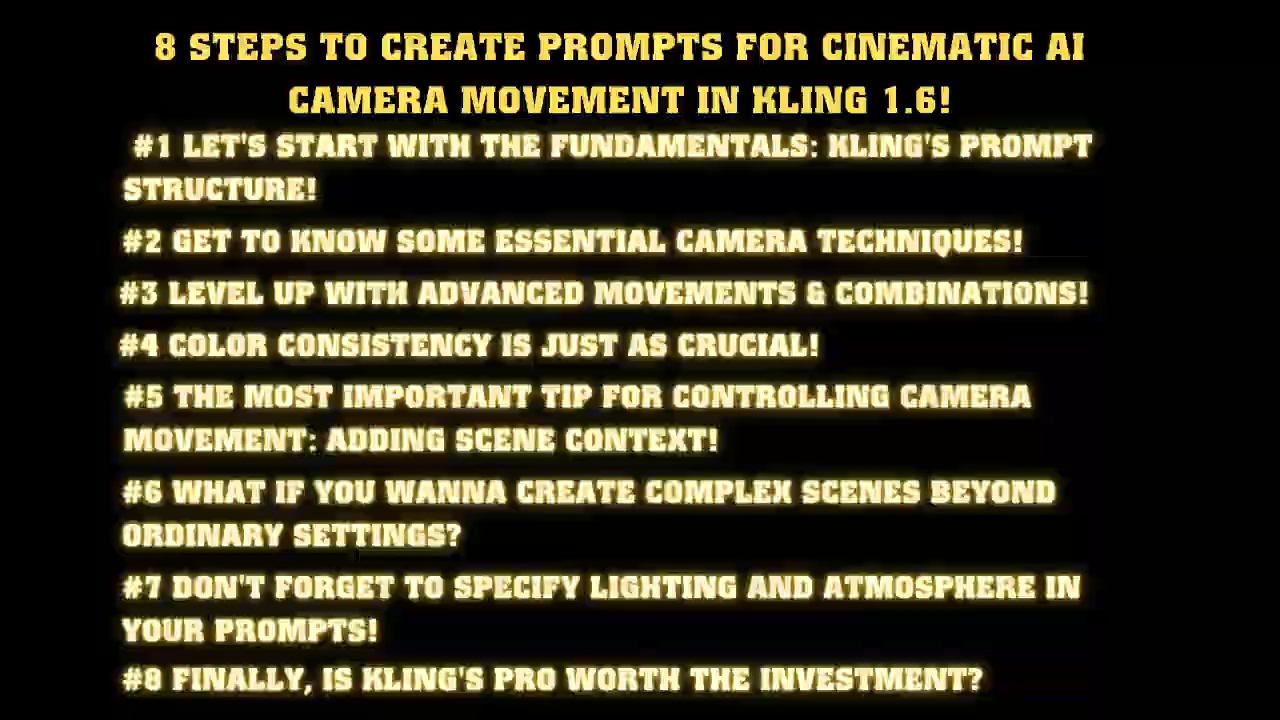 8 STEPS TO CREATE PROMPTS FOR CINEMATIC AI
CAMERA MOVEMENT IN KLING 1.6!
#1 LET'S START WITH THE FUNDAMENTALS: KLING'S PROMPT
STRUCTURE!
#2 GET TO KNOW SOME ESSENTIAL CAMERA TECHNIQUES!
#3 LEVEL UP WITH ADVANCED MOVEMENTS & COMBINATIONS!
#4 COLOR CONSISTENCY IS JUST AS CRUCIAL!
#5 THE MOST IMPORTANT TIP FOR CONTROLLING CAMERA
MOVEMENT: ADDING SCENE CONTEXT!
#6 WHAT IF YOU WANNA CREATE COMPLEX SCENES BEYOND
ORDINARY SETTINGS?
#7 DON'T FORGET TO SPECIFY LIGHTING AND ATMOSPHERE IN
YOUR PROMPTS!
#8 FINALLY, IS KLING'S PRO WORTH THE INVESTMENT?